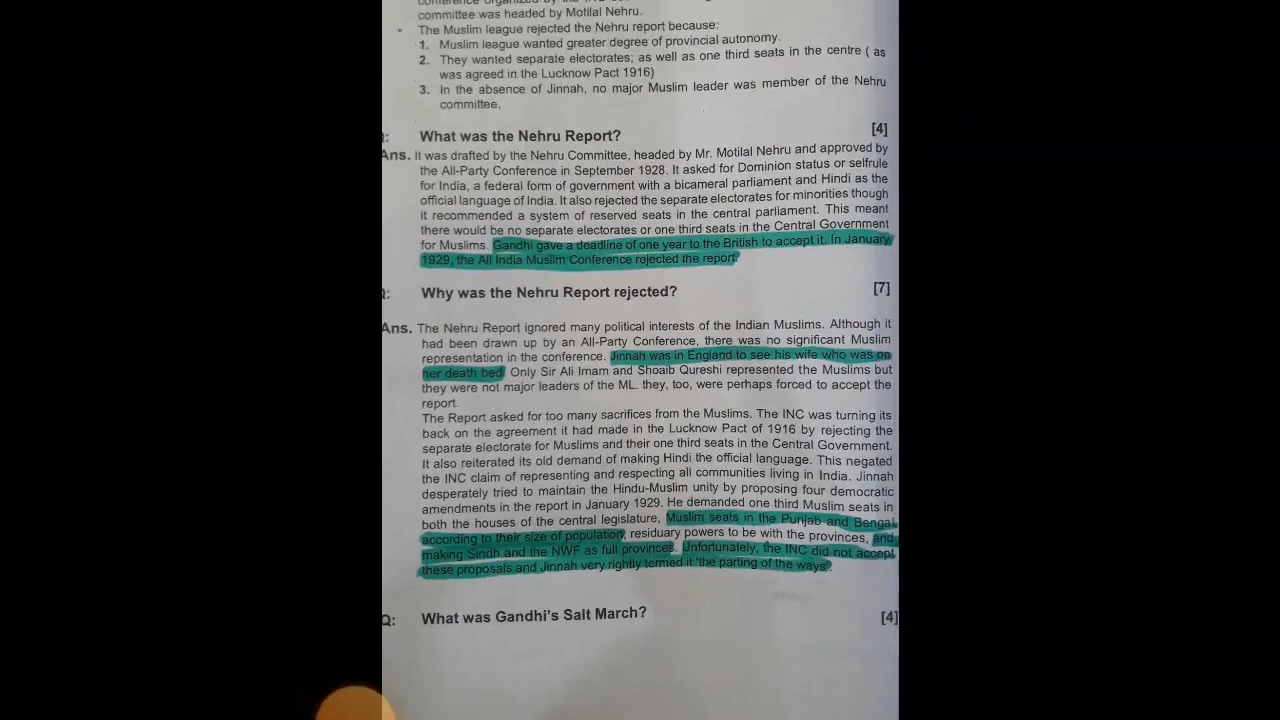 committee was headed by Motilal Nehru.
• The Muslim league rejected the Nehru report because:
1. Muslim league wanted greater degree of provincial autonomy.
2. They wanted separate electorates; as well as one third seats in the centre ( as
was agreed in the Lucknow Pact 1916)
3. In the absence of Jinnah, no major Muslim leader was member of the Nehru
committee.
: What was the Nehru Report? [4]
Ans. It was drafted by the Nehru Committee, headed by Mr. Motilal Nehru and approved by
the All-Party Conference in September 1928. It asked for Dominion status or selfrule
for India, a federal form of government with a bicameral parliament and Hindi as the
official language of India. It also rejected the separate electorates for minorities though
it recommended a system of reserved seats in the central parliament. This meant
there would be no separate electorates or one third seats in the Central Government
for Muslims. Gandhi gave a deadline of one year to the British to accept it. In January
1929, the All India Muslim Conference rejected the report.
Q: Why was the Nehru Report rejected? [7]
Ans. The Nehru Report ignored many political interests of the Indian Muslims. Although it
had been drawn up by an All-Party Conference, there was no significant Muslim
representation in the conference. Jinnah was in England to see his wife who was on
her death bed. Only Sir Ali Imam and Shoaib Qureshi represented the Muslims but
they were not major leaders of the ML. they, too, were perhaps forced to accept the
report.
The Report asked for too many sacrifices from the Muslims. The INC was turning its
back on the agreement it had made in the Lucknow Pact of 1916 by rejecting the
separate electorate for Muslims and their one third seats in the Central Government.
It also reiterated its old demand of making Hindi the official language. This negated
the INC claim of representing and respecting all communities living in India. Jinnah
desperately tried to maintain the Hindu-Muslim unity by proposing four democratic
amendments in the report in January 1929. He demanded one third Muslim seats in
both the houses of the central legislature, Muslim seats in the Punjab and Bengal
according to their size of population, residuary powers to be with the provinces, and
making Sindh and the NWF as full provinces. Unfortunately, the INC did not accept
these proposals and Jinnah very rightly termed it 'the parting of the ways'.
Q: What was Gandhi's Salt March? [4]